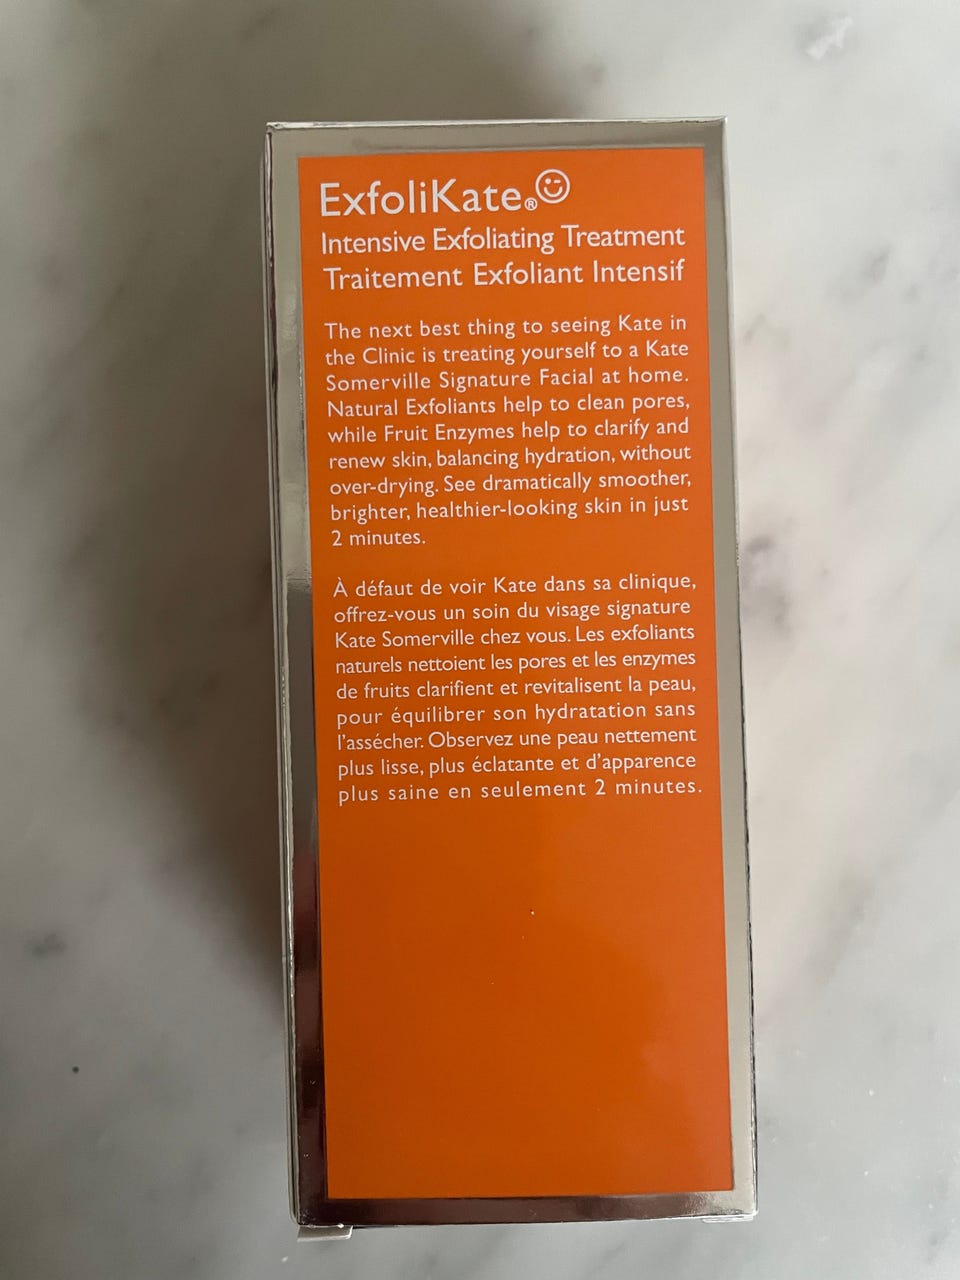 ExfoliKate®
Intensive Exfoliating Treatment
Traitement Exfoliant Intensif
The next best thing to seeing Kate in
the Clinic is treating yourself to a Kate
Somerville Signature Facial at home.
Natural Exfoliants help to clean pores,
while Fruit Enzymes help to clarify and
renew skin, balancing hydration, without
over-drying. See dramatically smoother,
brighter, healthier-looking skin in just
2 minutes.
À défaut de voir Kate dans sa clinique,
offrez-vous un soin du visage signature
Kate Somerville chez vous. Les exfoliants
naturels nettoient les pores et les enzymes
de fruits clarifient et revitalisent la peau,
pour équilibrer son hydratation sans
l'assécher. Observez une peau nettement
plus lisse, plus éclatante et d'apparence
plus saine en seulement 2 minutes.